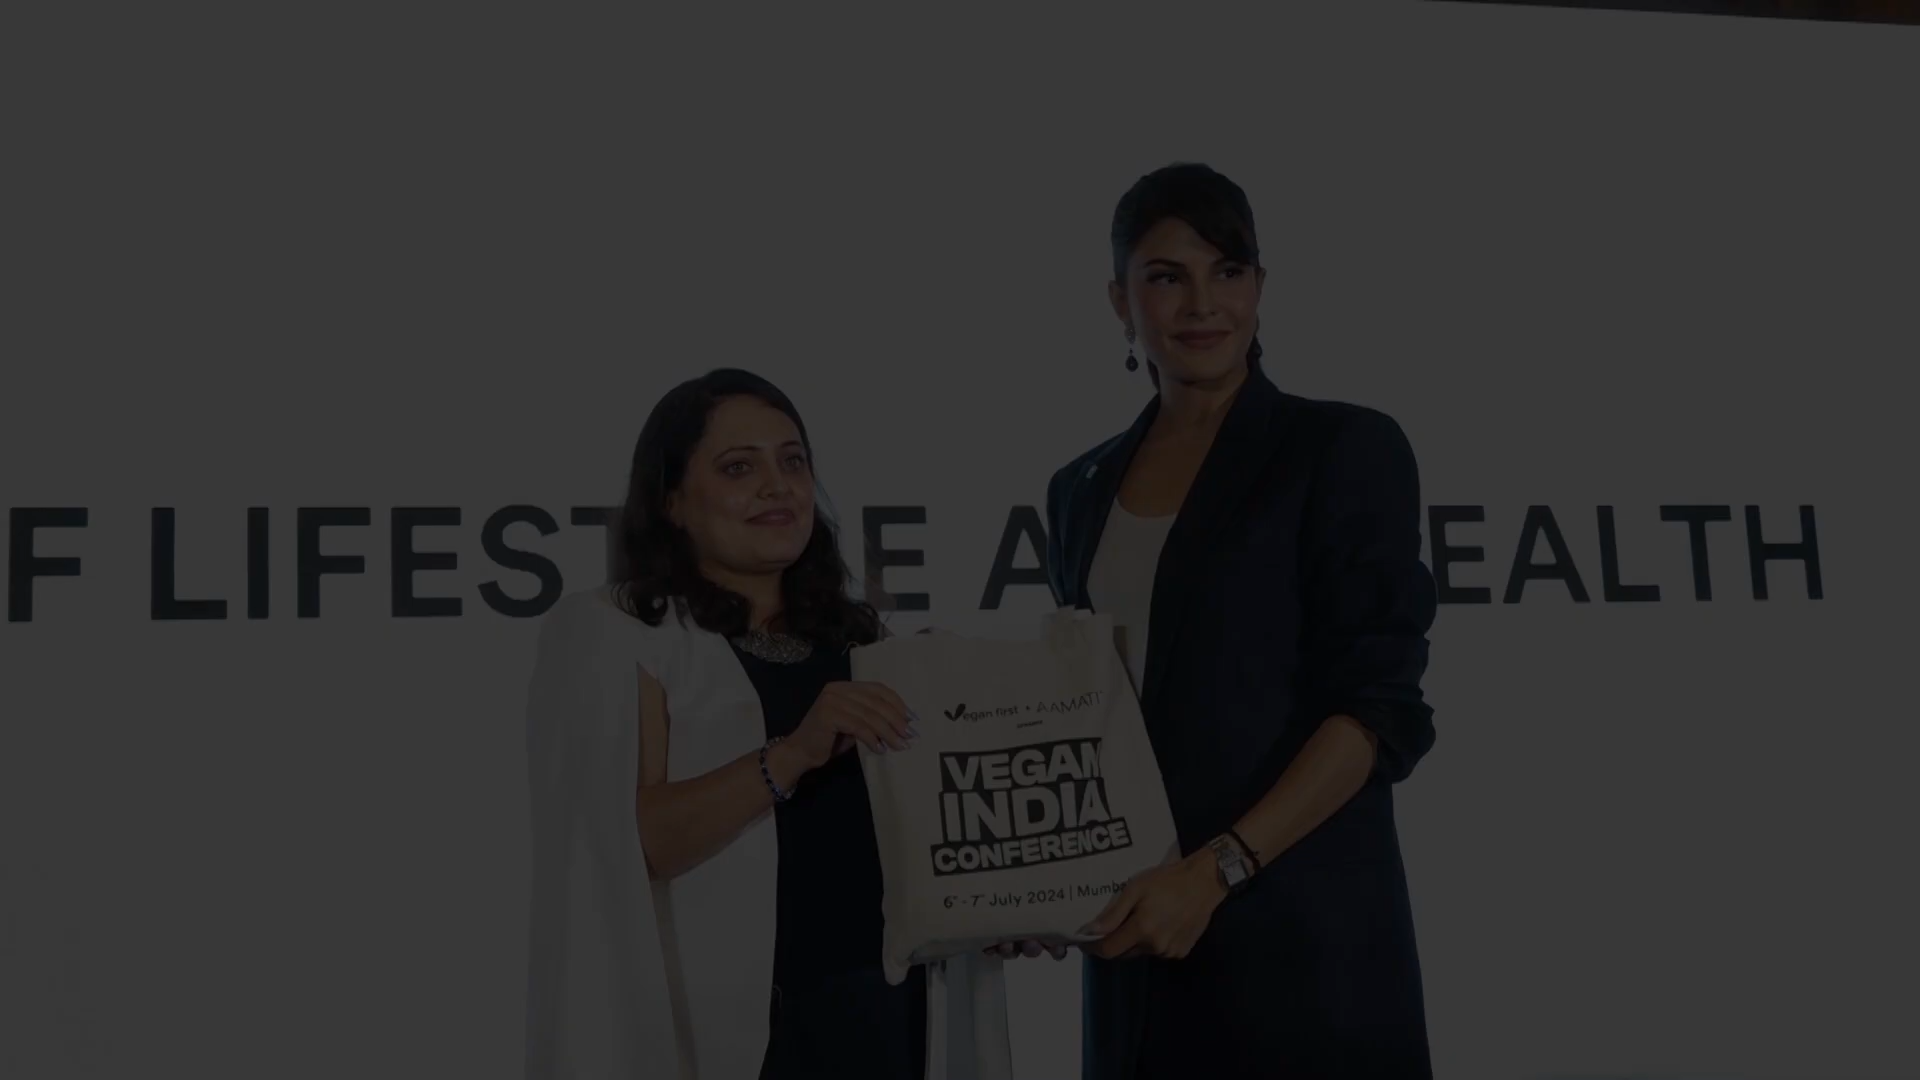 F LIFEST E A EALTH
Vegan first • AAMATI
VEGAN
INDIA
CONFERENCE
6th - 7th July 2024 | Mumbai